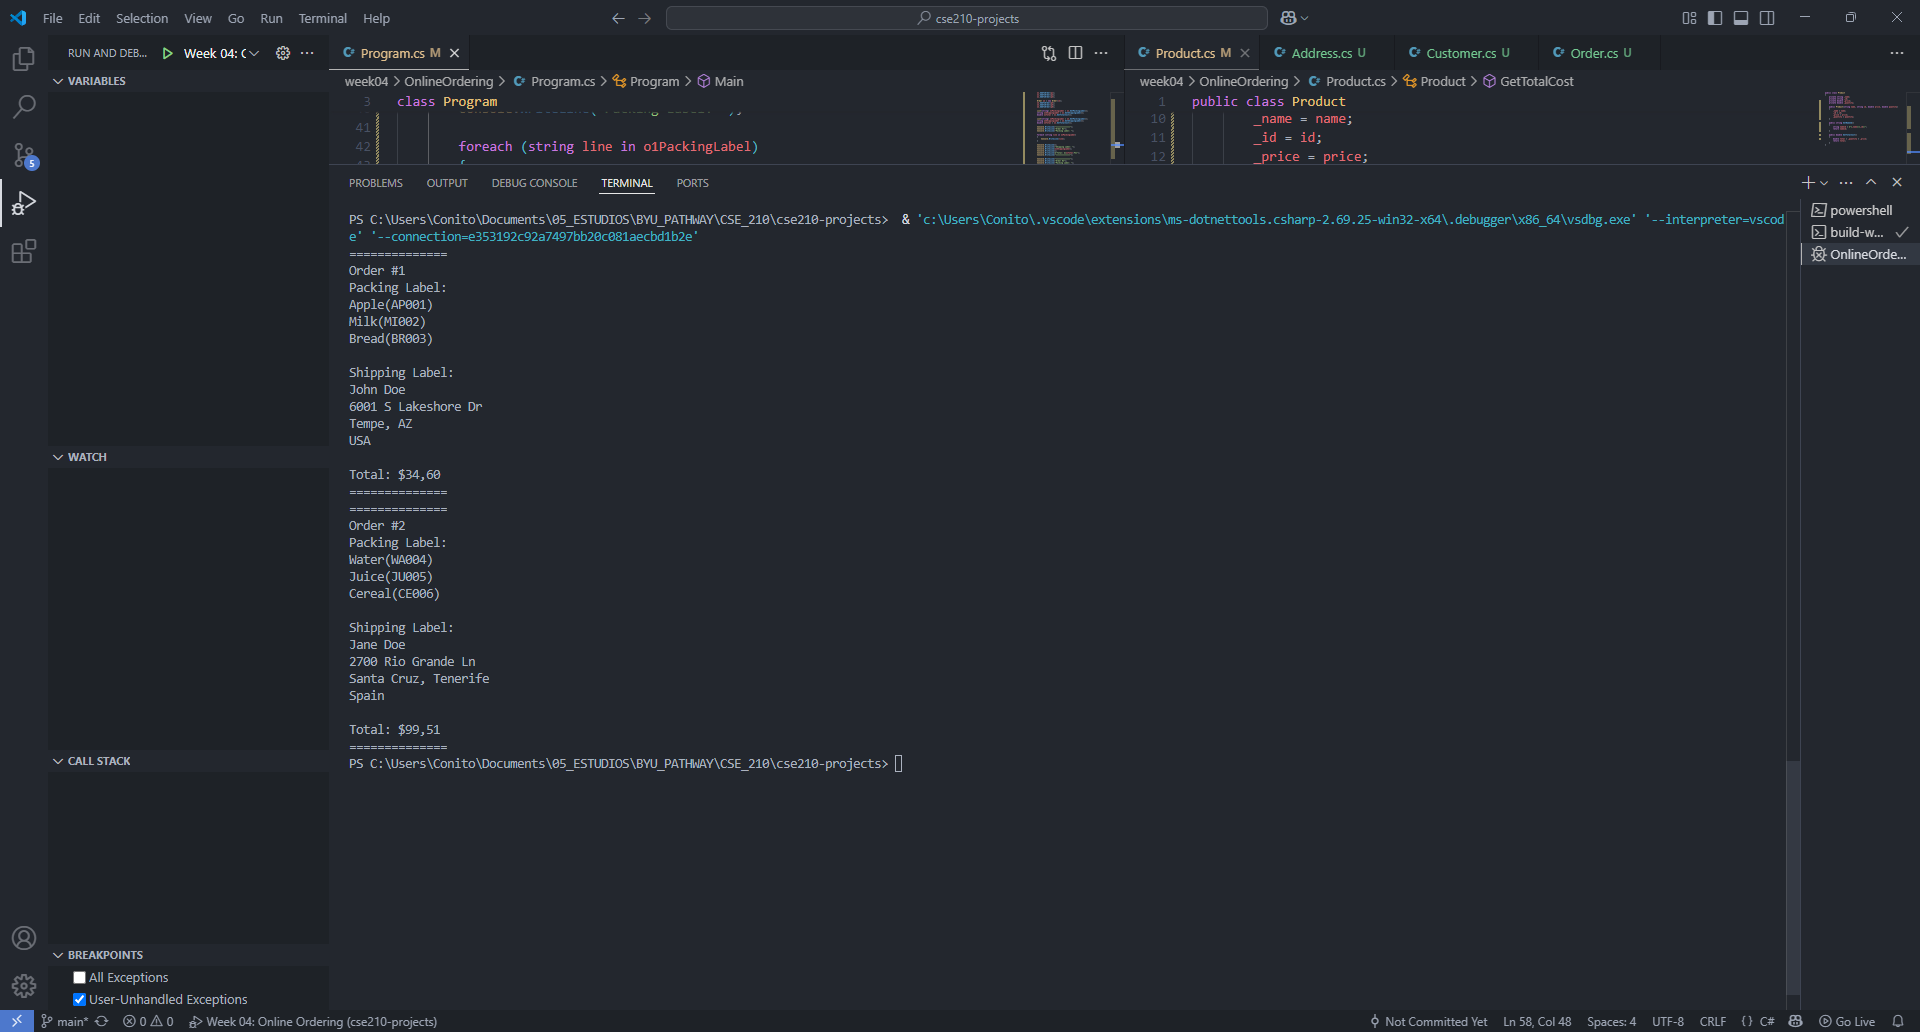 File Edit Selection View Go Run Terminal Help
cse210-projects
RUN AND DEB... Week 04: C
Program.cs M
Product.cs M Address.cs U Customer.cs U Order.cs U
VARIABLES
week04 > OnlineOrdering > Program.cs > Program > Main
3 class Program
41
42 foreach (string line in o1PackingLabel)
{
week04 > OnlineOrdering > Product.cs > Product > GetTotalCost
1 public class Product
10 _name = name;
11 _id = id;
12 _price = price;
PROBLEMS OUTPUT DEBUG CONSOLE TERMINAL PORTS
PS C:\Users\Conito\Documents\05_ESTUDIOS\BYU_PATHWAY\CSE_210\cse210-projects> & 'c:\Users\Conito\.vscode\extensions\ms-dotnettools.csharp-2.69.25-win32-x64\.debugger\x86_64\vsdbg.exe' '--interpreter=vscod
e' '--connection=e353192c92a7497bb20c081aecbd1b2e'
==============
Order #1
Packing Label:
Apple(AP001)
Milk(MI002)
Bread(BR003)
Shipping Label:
John Doe
6001 S Lakeshore Dr
Tempe, AZ
USA
Total: $34,60
==============
==============
Order #2
Packing Label:
Water(WA004)
Juice(JU005)
Cereal(CE006)
Shipping Label:
Jane Doe
2700 Rio Grande Ln
Santa Cruz, Tenerife
Spain
Total: $99,51
==============
PS C:\Users\Conito\Documents\05_ESTUDIOS\BYU_PATHWAY\CSE_210\cse210-projects>
powershell
build-w...
OnlineOrde...
WATCH
CALL STACK
BREAKPOINTS
All Exceptions
User-Unhandled Exceptions
5
main* 0 0 Week 04: Online Ordering (cse210-projects)
Not Committed Yet Ln 58, Col 48 Spaces: 4 UTF-8 CRLF {} C# Go Live